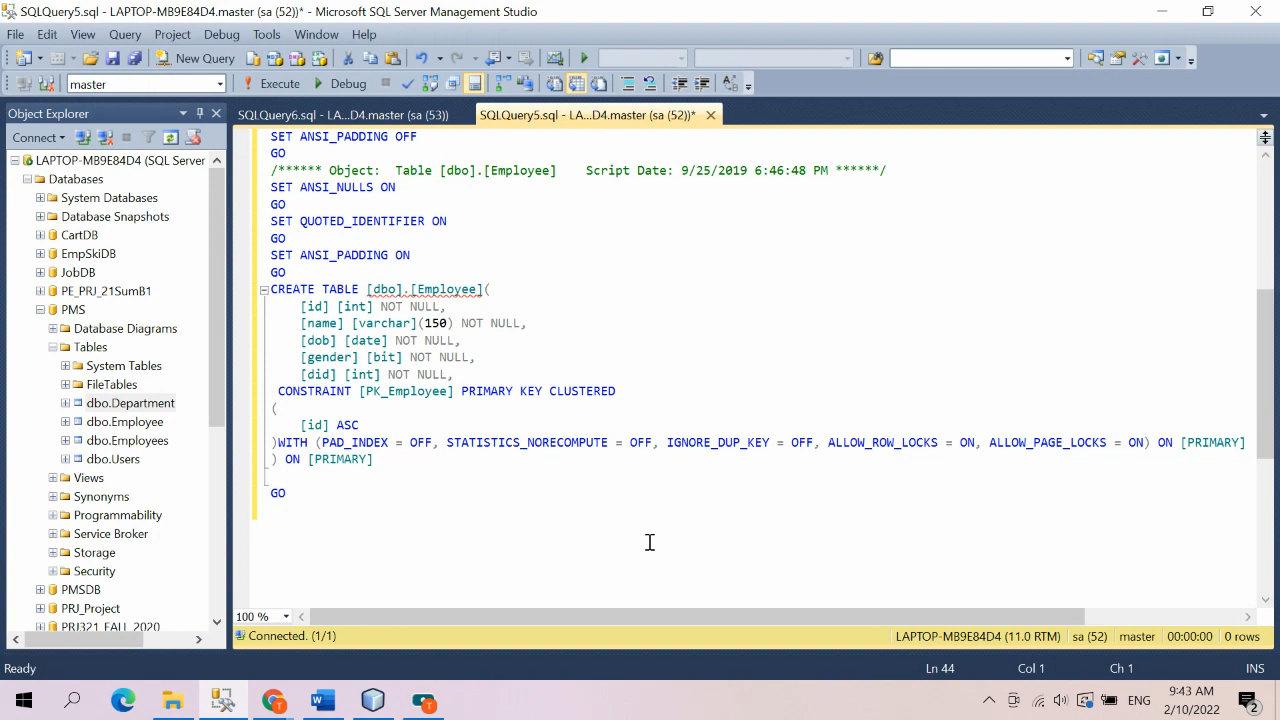 SQLQuery5.sql - LAPTOP-MB9E84D4.master (sa (52))* - Microsoft SQL Server Management Studio
File Edit View Query Project Debug Tools Window Help
New Query
master Execute Debug
Object Explorer
SQLQuery6.sql - LA...D4.master (sa (53)) SQLQuery5.sql - LA...D4.master (sa (52))*
Connect
LAPTOP-MB9E84D4 (SQL Server
Databases
System Databases
Database Snapshots
CartDB
EmpSkiDB
JobDB
PE_PRJ_21SumB1
PMS
Database Diagrams
Tables
System Tables
FileTables
dbo.Department
dbo.Employee
dbo.Employees
dbo.Users
Views
Synonyms
Programmability
Service Broker
Storage
Security
PMSDB
PRJ_Project
PRJ321_FALL_2020
SET ANSI_PADDING OFF
GO
/****** Object:  Table [dbo].[Employee]    Script Date: 9/25/2019 6:46:48 PM ******/
SET ANSI_NULLS ON
GO
SET QUOTED_IDENTIFIER ON
GO
SET ANSI_PADDING ON
GO
CREATE TABLE [dbo].[Employee](
[id] [int] NOT NULL,
[name] [varchar](150) NOT NULL,
[dob] [date] NOT NULL,
[gender] [bit] NOT NULL,
[did] [int] NOT NULL,
CONSTRAINT [PK_Employee] PRIMARY KEY CLUSTERED
(
[id] ASC
)WITH (PAD_INDEX = OFF, STATISTICS_NORECOMPUTE = OFF, IGNORE_DUP_KEY = OFF, ALLOW_ROW_LOCKS = ON, ALLOW_PAGE_LOCKS = ON) ON [PRIMARY]
) ON [PRIMARY]
GO
100 %
Connected. (1/1) LAPTOP-MB9E84D4 (11.0 RTM) sa (52) master 00:00:00 0 rows
Ready Ln 44 Col 1 Ch 1 INS
ENG 9:43 AM
2/10/2022
2